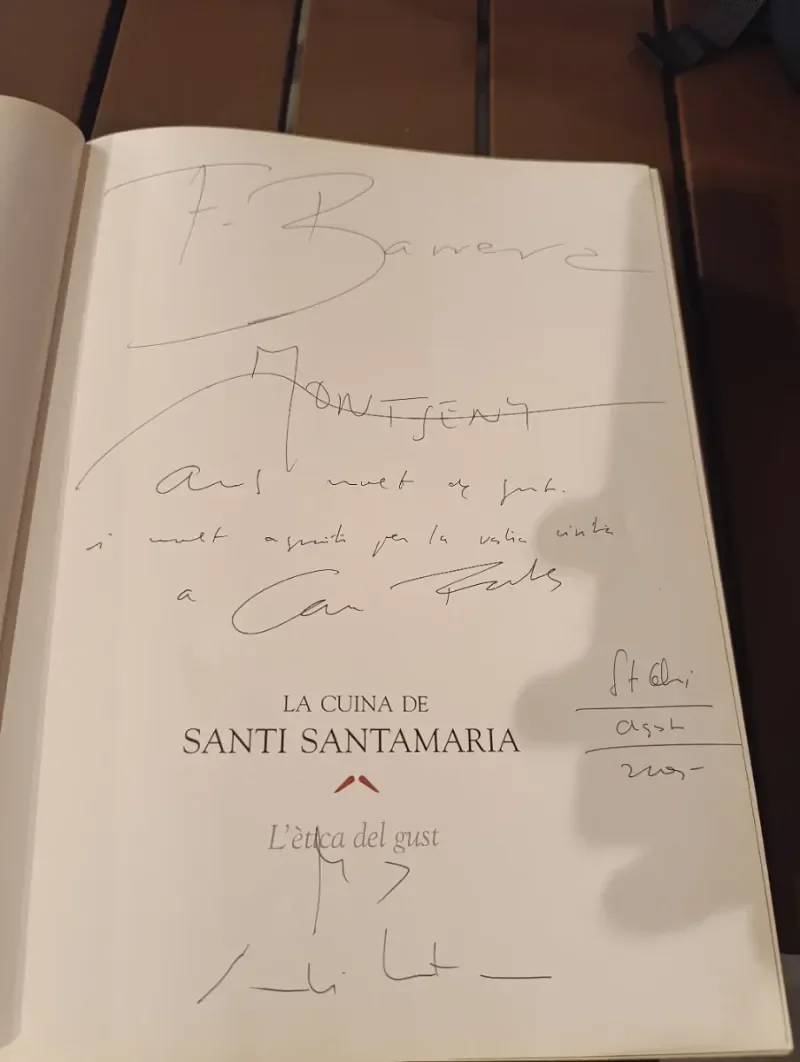 F. Barrera
MONTSENY
amb molt de gust.
i molt agraït per la vostra visita
a Can Fabes
LA CUINA DE
SANTI SANTAMARIA
L'ètica del gust
St Celoni
agost
2005